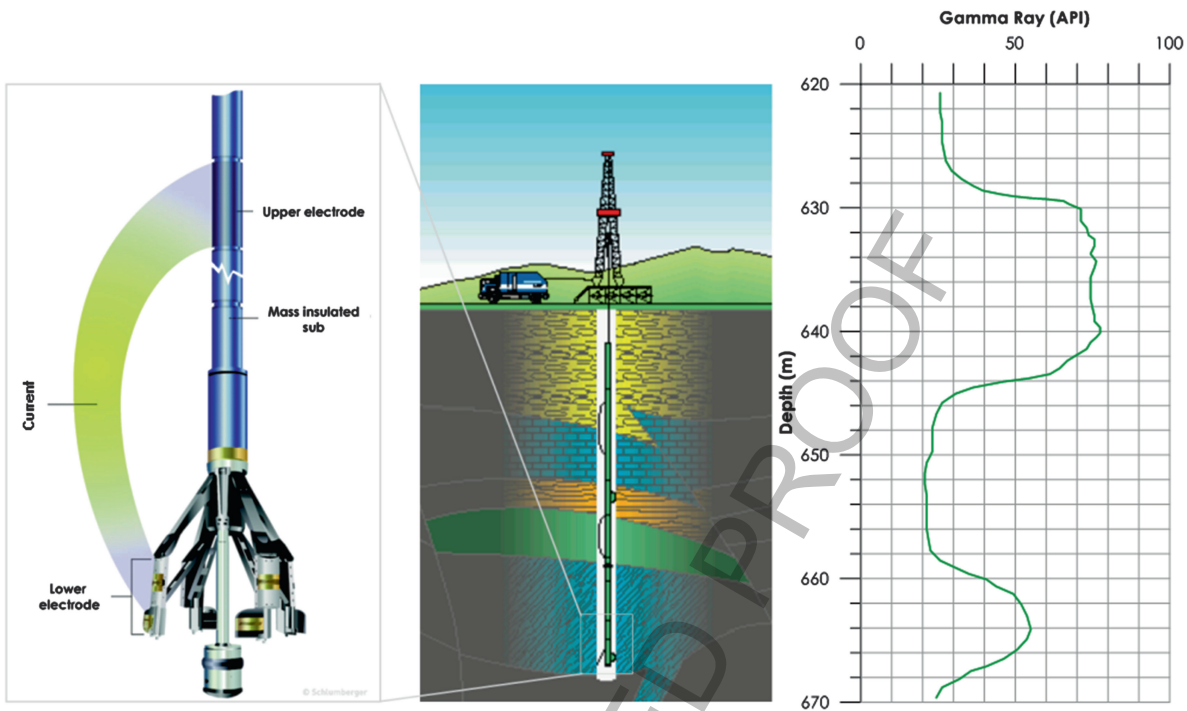 Upper electrode
Mass insulated
sub
Current
Lower
electrode
© Schlumberger
Gamma Ray (API)
0 50 100
Depth (m)
620
630
640
650
660
670
ED PROOF